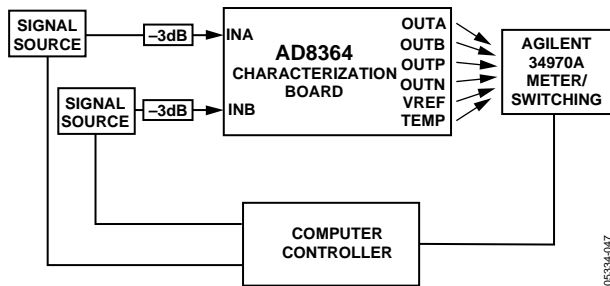 SIGNAL
SOURCE
–3dB
INA
SIGNAL
SOURCE
–3dB
INB
AD8364
CHARACTERIZATION
BOARD
OUTA
OUTB
OUTP
OUTN
VREF
TEMP
AGILENT
34970A
METER/
SWITCHING
COMPUTER
CONTROLLER
05334-047